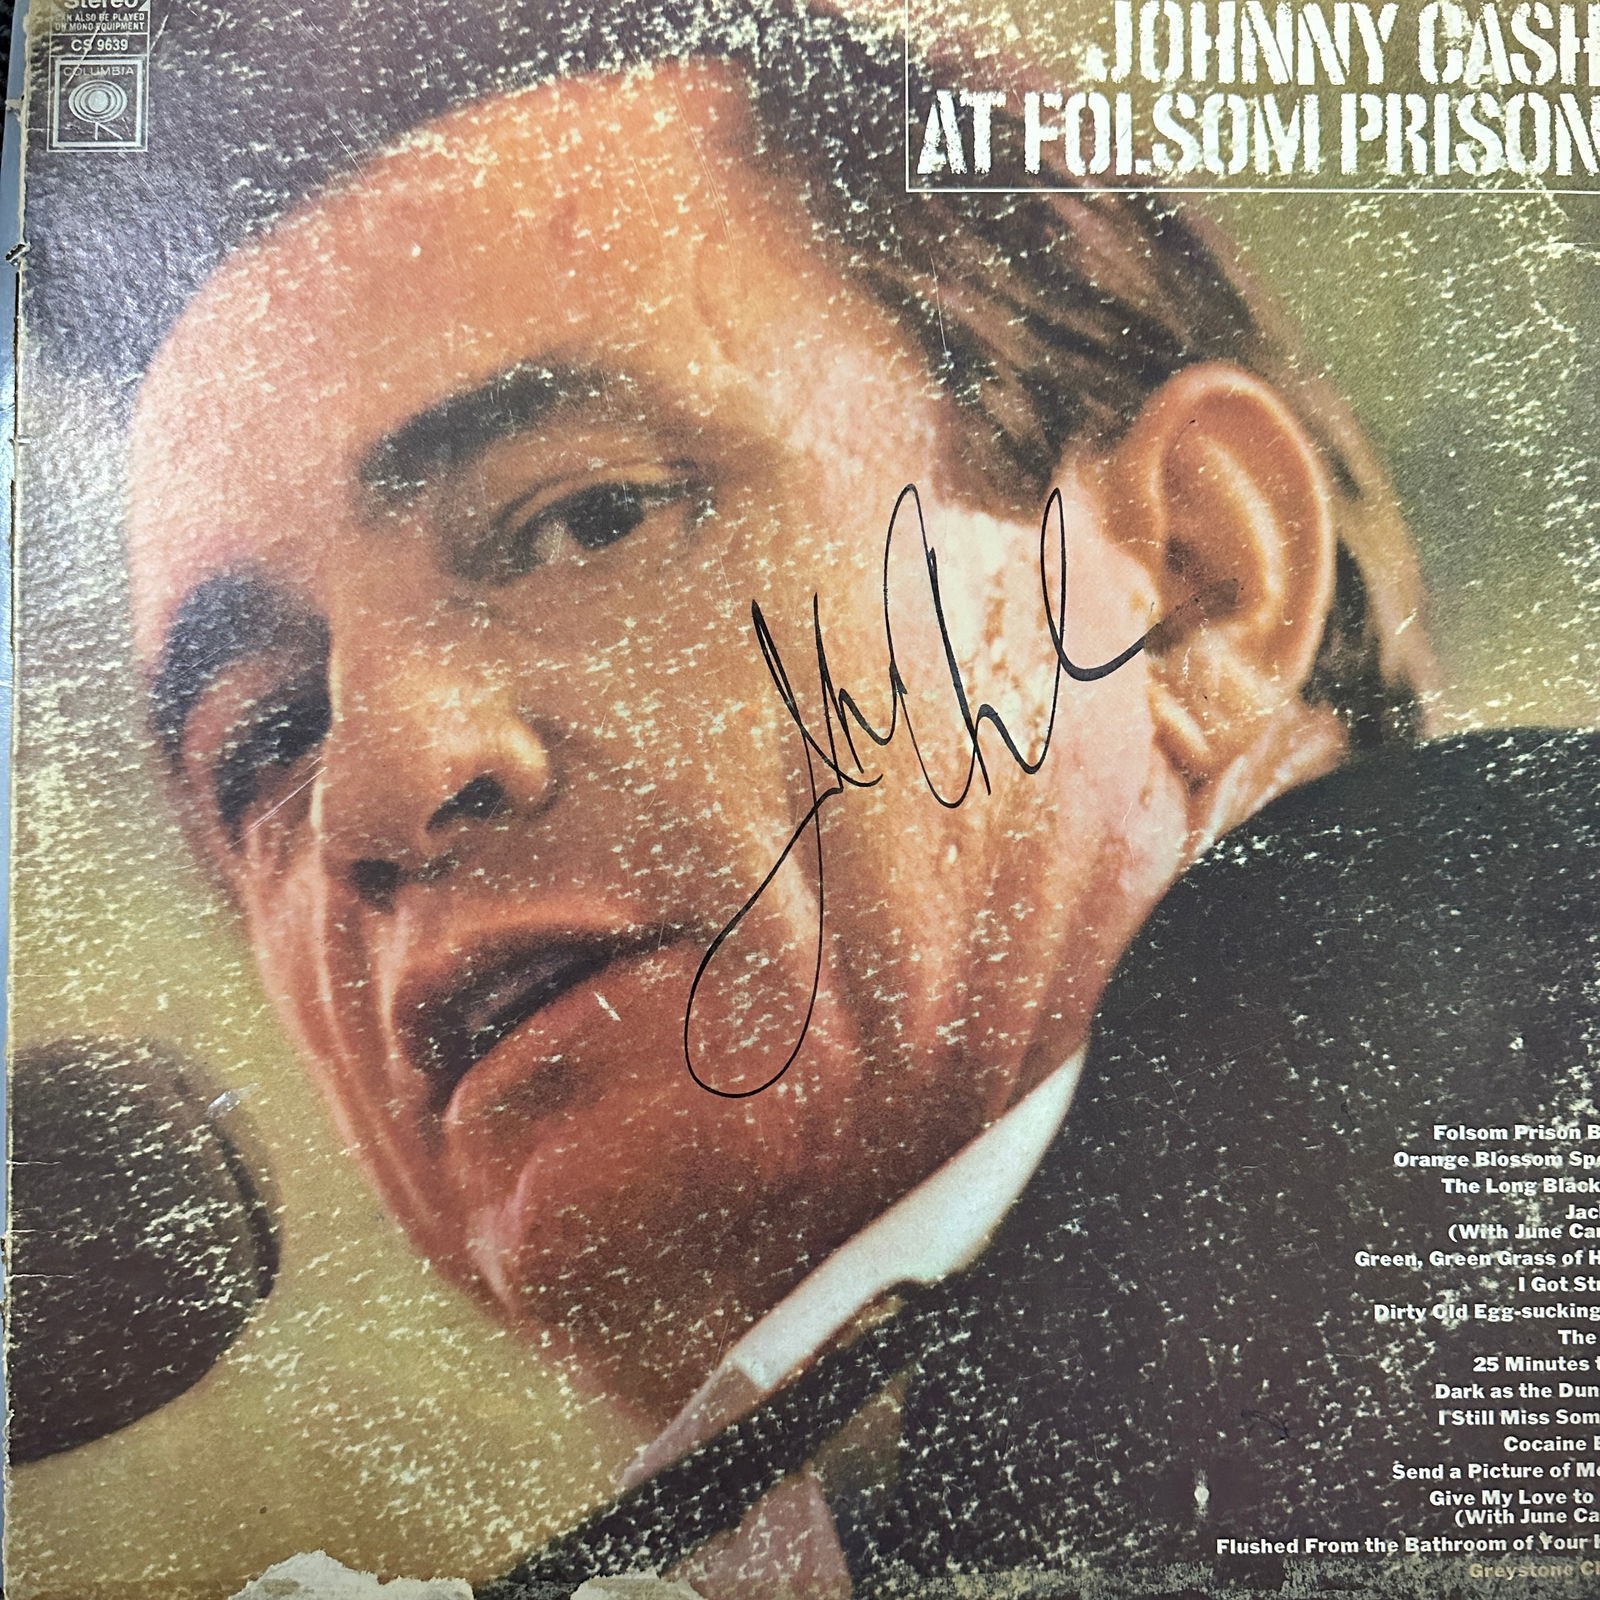 Stereo
CAN ALSO BE PLAYED
ON MONO EQUIPMENT
CS 9639
COLUMBIA
JOHNNY CASH
AT FOLSOM PRISON
Folsom Prison B
Orange Blossom Spe
The Long Black
Jac
(With June Car
Green, Green Grass of H
I Got Str
Dirty Old Egg-sucking
The
25 Minutes t
Dark as the Dun
I Still Miss Som
Cocaine B
Send a Picture of Mo
Give My Love to
(With June Ca
Flushed From the Bathroom of Your H
Greystone C